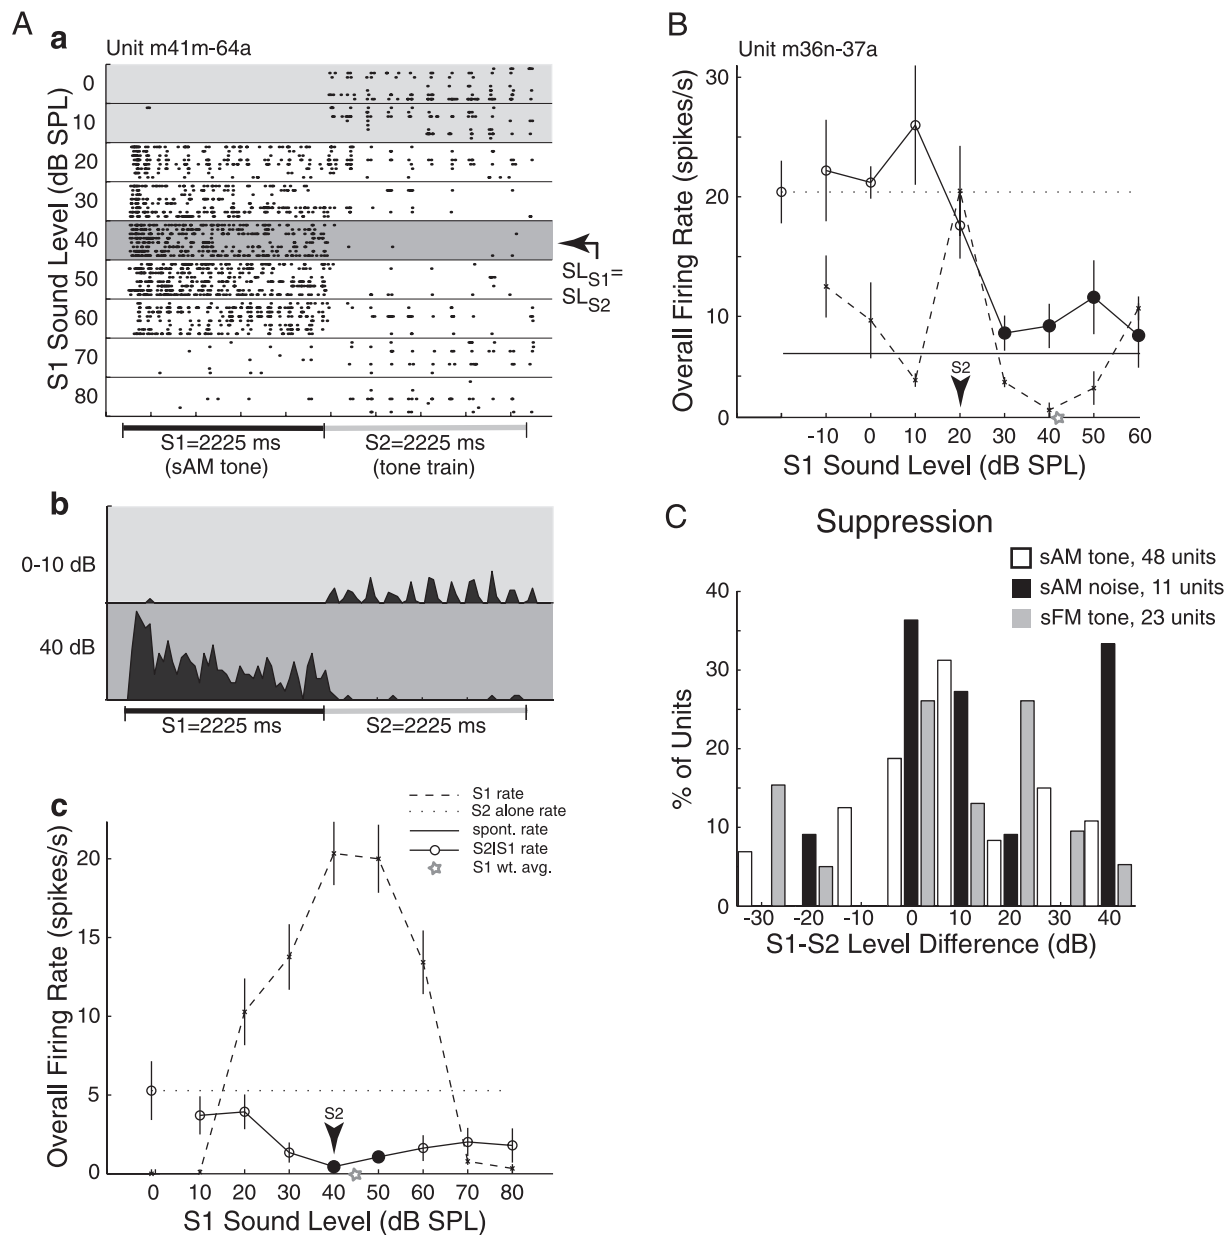 A
a
Unit m41m-64a
S1 Sound Level (dB SPL)
0
10
20
30
40
50
60
70
80
SLS1=
SLS2
S1=2225 ms
(sAM tone)
S2=2225 ms
(tone train)
b
0-10 dB
40 dB
S1=2225 ms
S2=2225 ms
c
S1 rate
S2 alone rate
spont. rate
S2|S1 rate
S1 wt. avg.
Overall Firing Rate (spikes/s)
20
15
10
5
0
S2
0 10 20 30 40 50 60 70 80
S1 Sound Level (dB SPL)
B
Unit m36n-37a
Overall Firing Rate (spikes/s)
30
20
10
0
S2
-10 0 10 20 30 40 50 60
S1 Sound Level (dB SPL)
C
Suppression
sAM tone, 48 units
sAM noise, 11 units
sFM tone, 23 units
% of Units
40
30
20
10
0
-30 -20 -10 0 10 20 30 40
S1-S2 Level Difference (dB)